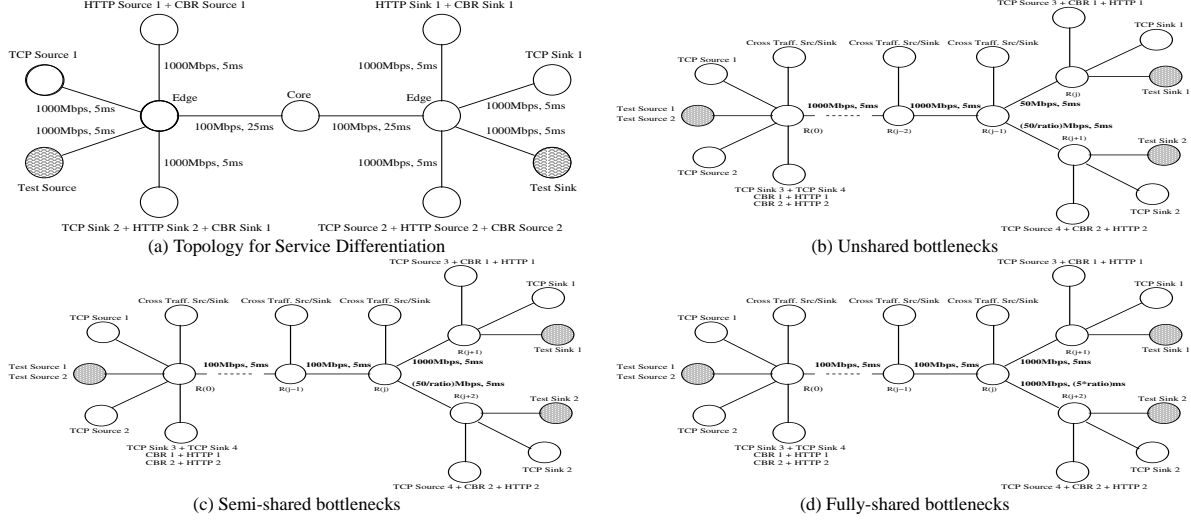 HTTP Source 1 + CBR Source 1
HTTP Sink 1 + CBR Sink 1
TCP Source 1
TCP Sink 1
1000Mbps, 5ms
1000Mbps, 5ms
1000Mbps, 5ms
Edge
Core
Edge
1000Mbps, 5ms
1000Mbps, 5ms
100Mbps, 25ms
100Mbps, 25ms
1000Mbps, 5ms
1000Mbps, 5ms
1000Mbps, 5ms
Test Source
Test Sink
TCP Sink 2 + HTTP Sink 2 + CBR Sink 1
TCP Source 2 + HTTP Source 2 + CBR Source 2
(a) Topology for Service Differentiation
TCP Source 3 + CBR 1 + HTTP 1
TCP Sink 1
Cross Traff. Src/Sink
Cross Traff. Src/Sink
Cross Traff. Src/Sink
TCP Source 1
R(j)
Test Sink 1
Test Source 1
Test Source 2
1000Mbps, 5ms
1000Mbps, 5ms
50Mbps, 5ms
R(0)
R(j−2)
R(j−1)
(50/ratio)Mbps, 5ms
R(j+1)
Test Sink 2
TCP Source 2
TCP Sink 3 + TCP Sink 4
CBR 1 + HTTP 1
CBR 2 + HTTP 2
TCP Sink 2
TCP Source 4 + CBR 2 + HTTP 2
(b) Unshared bottlenecks
TCP Source 3 + CBR 1 + HTTP 1
TCP Sink 1
Cross Traff. Src/Sink
Cross Traff. Src/Sink
Cross Traff. Src/Sink
TCP Source 1
R(j+1)
Test Sink 1
Test Source 1
Test Source 2
100Mbps, 5ms
100Mbps, 5ms
1000Mbps, 5ms
R(0)
R(j−1)
R(j)
(50/ratio)Mbps, 5ms
R(j+2)
Test Sink 2
TCP Source 2
TCP Sink 3 + TCP Sink 4
CBR 1 + HTTP 1
CBR 2 + HTTP 2
TCP Sink 2
TCP Source 4 + CBR 2 + HTTP 2
(c) Semi-shared bottlenecks
TCP Source 3 + CBR 1 + HTTP 1
TCP Sink 1
Cross Traff. Src/Sink
Cross Traff. Src/Sink
Cross Traff. Src/Sink
TCP Source 1
R(j+1)
Test Sink 1
Test Source 1
Test Source 2
100Mbps, 5ms
100Mbps, 5ms
1000Mbps, 5ms
R(0)
R(j−1)
R(j)
1000Mbps, (5*ratio)ms
R(j+2)
Test Sink 2
TCP Source 2
TCP Sink 3 + TCP Sink 4
CBR 1 + HTTP 1
CBR 2 + HTTP 2
TCP Sink 2
TCP Source 4 + CBR 2 + HTTP 2
(d) Fully-shared bottlenecks